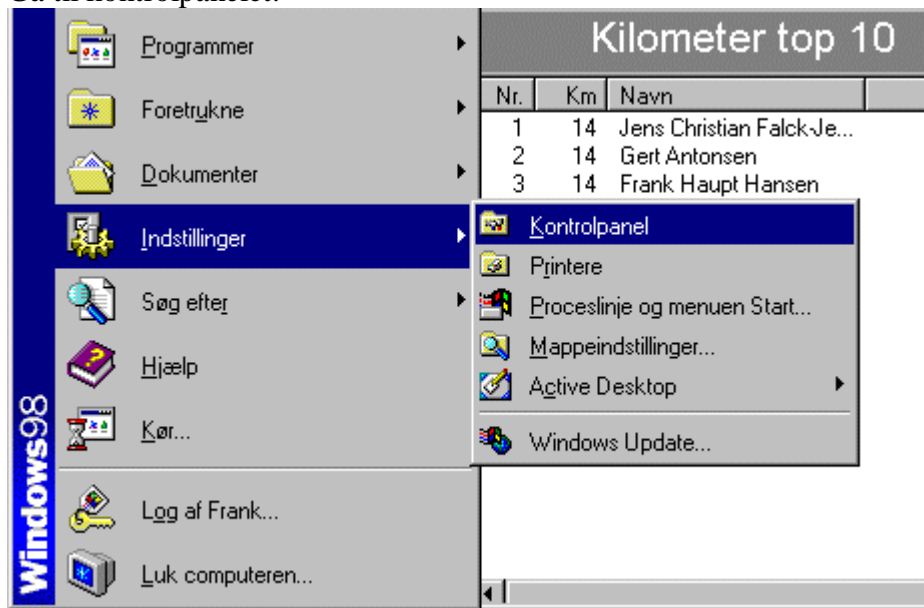 Gå til kontrolpanelet.
Programmer
Foretrukne
Dokumenter
Indstillinger
Søg efter
Hjælp
Kør...
Log af Frank...
Luk computeren...
Windows98
Kilometer top 10
Nr. Km Navn
1 14 Jens Christian Falck-Je...
2 14 Gert Antonsen
3 14 Frank Haupt Hansen
Kontrolpanel
Printere
Proceslinje og menuen Start...
Mappeindstillinger...
Active Desktop
Windows Update...